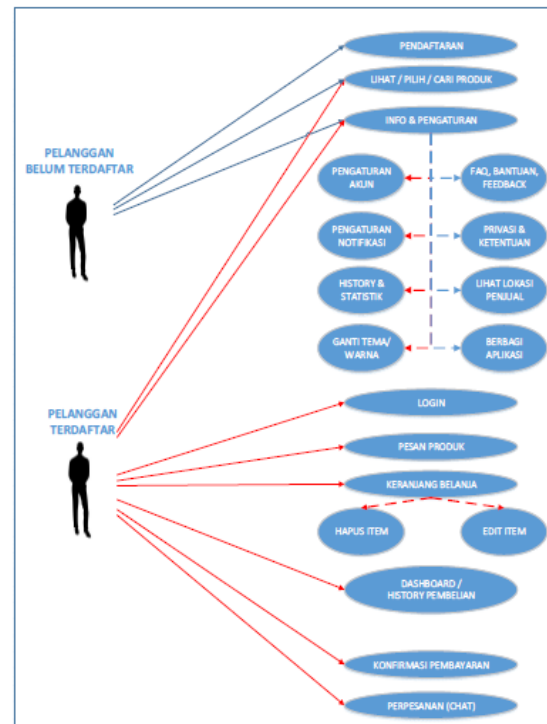 PENDAFTARAN
LIHAT / PILIH / CARI PRODUK
INFO & PENGATURAN
PELANGGAN
BELUM TERDAFTAR
PENGATURAN
AKUN
FAQ, BANTUAN,
FEEDBACK
PENGATURAN
NOTIFIKASI
PRIVASI &
KETENTUAN
HISTORY &
STATISTIK
LIHAT LOKASI
PENJUAL
GANTI TEMA/
WARNA
BERBAGI
APLIKASI
PELANGGAN
TERDAFTAR
LOGIN
PESAN PRODUK
KERANJANG BELANJA
HAPUS ITEM
EDIT ITEM
DASHBOARD /
HISTORY PEMBELIAN
KONFIRMASI PEMBAYARAN
PERPESANAN (CHAT)